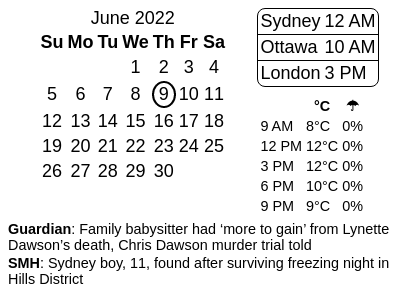 June 2022
Su Mo Tu We Th Fr Sa
1 2 3 4
5 6 7 8 9 10 11
12 13 14 15 16 17 18
19 20 21 22 23 24 25
26 27 28 29 30
Sydney 12 AM
Ottawa 10 AM
London 3 PM
°C ☂
9 AM 8°C 0%
12 PM 12°C 0%
3 PM 12°C 0%
6 PM 10°C 0%
9 PM 9°C 0%
Guardian: Family babysitter had ‘more to gain’ from Lynette
Dawson’s death, Chris Dawson murder trial told
SMH: Sydney boy, 11, found after surviving freezing night in
Hills District